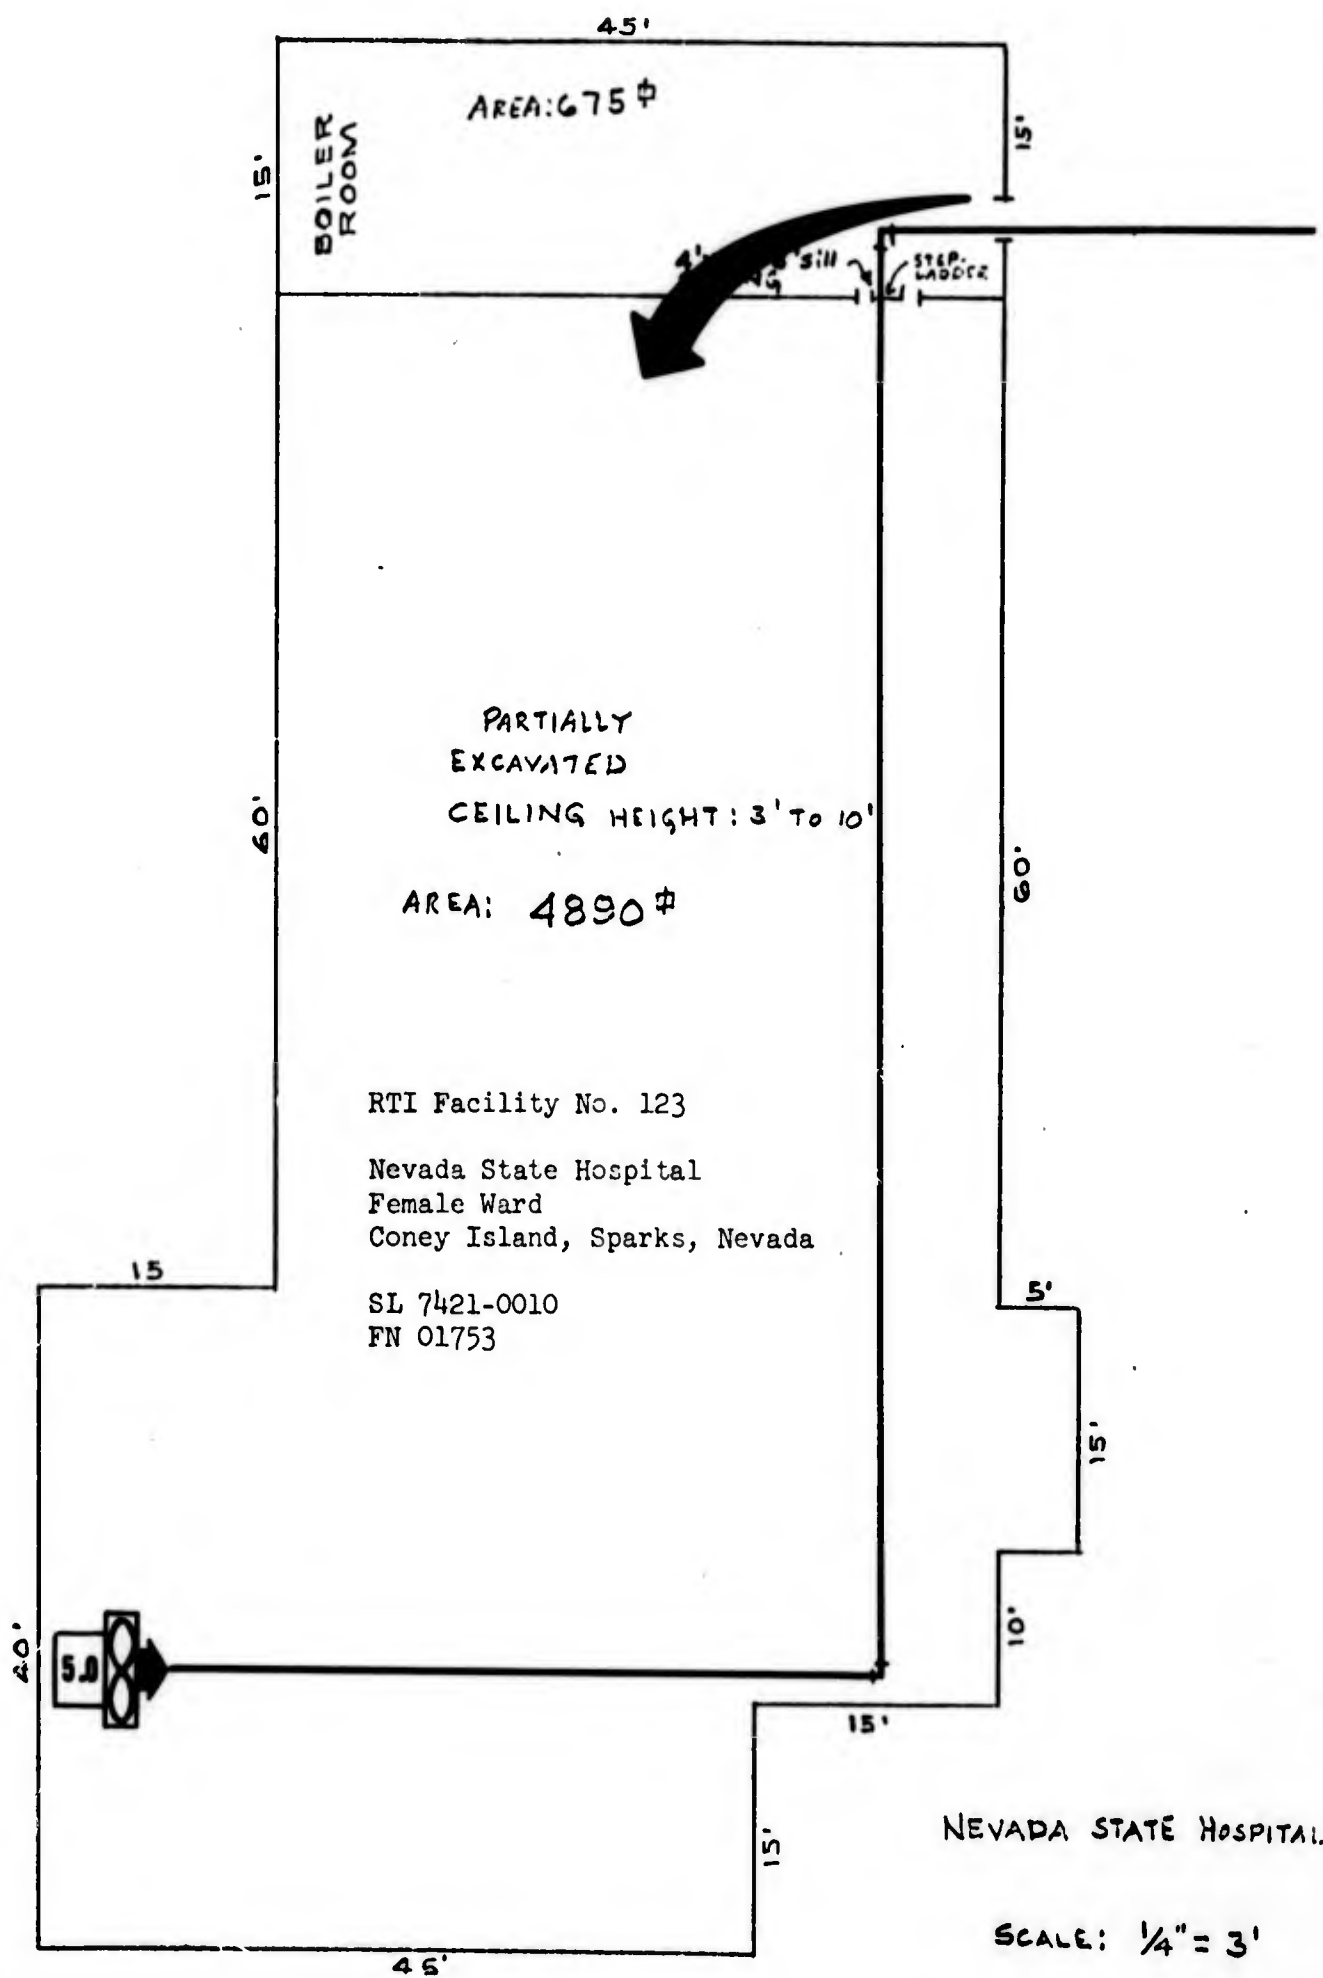 45'
AREA: 675 ⏍
BOILER
ROOM
15'
15'
4'
sill
STEP-
LADDER
PARTIALLY
EXCAVATED
CEILING HEIGHT: 3' TO 10'
60'
60'
AREA: 4890 ⏍
RTI Facility No. 123
Nevada State Hospital
Female Ward
Coney Island, Sparks, Nevada
SL 7421-0010
FN 01753
15
5'
15'
10'
40'
5.0
15'
15'
NEVADA STATE HOSPITAL
SCALE: 1/4" = 3'
45'